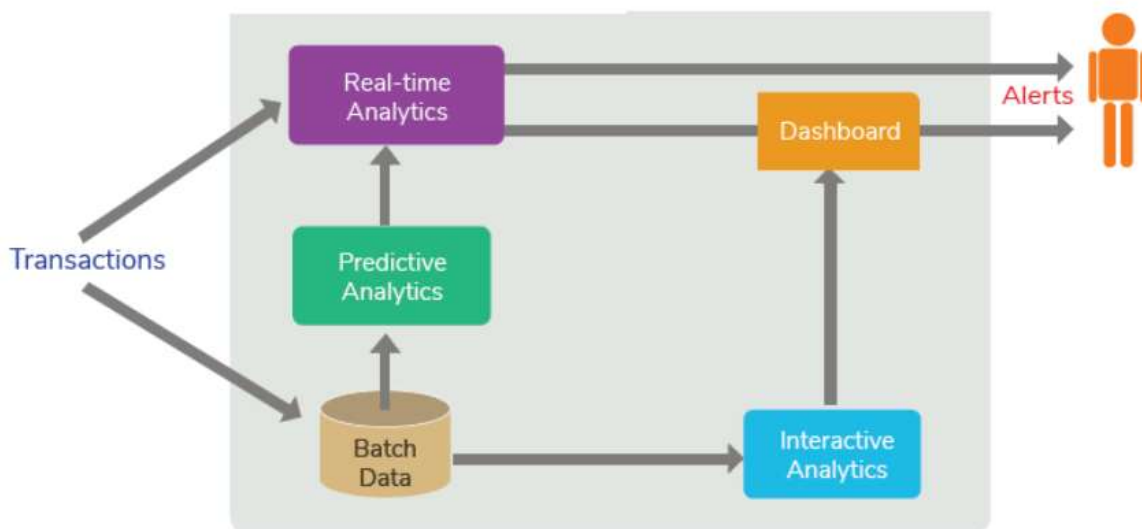 Real-time
Analytics
Alerts
Dashboard
Transactions
Predictive
Analytics
Batch
Data
Interactive
Analytics